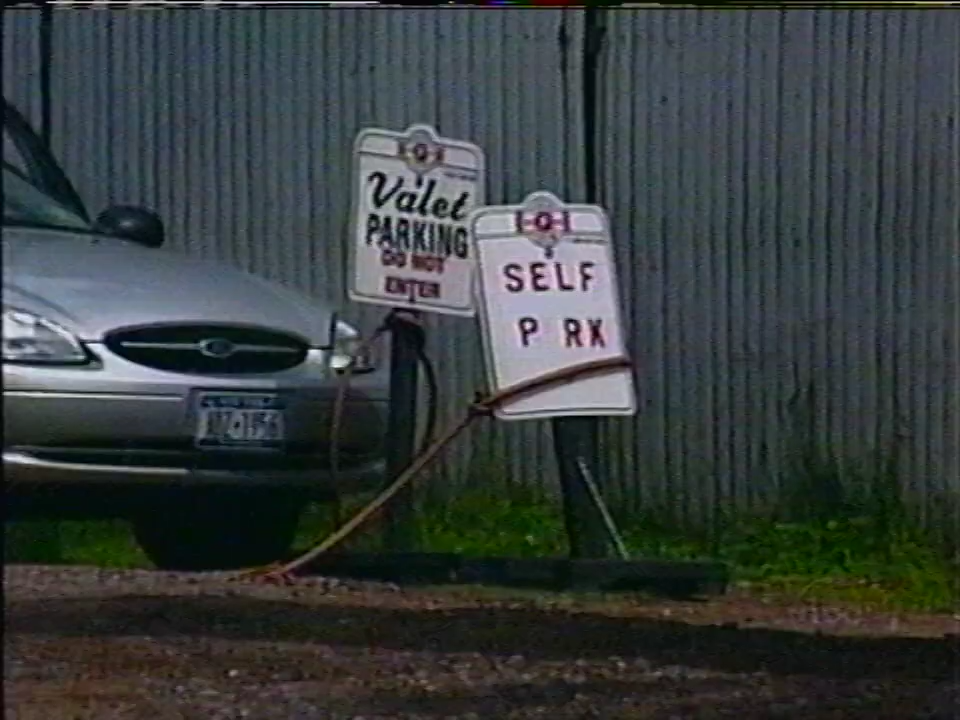 Valet
PARKING
DO NOT
ENTER
SELF
P RK